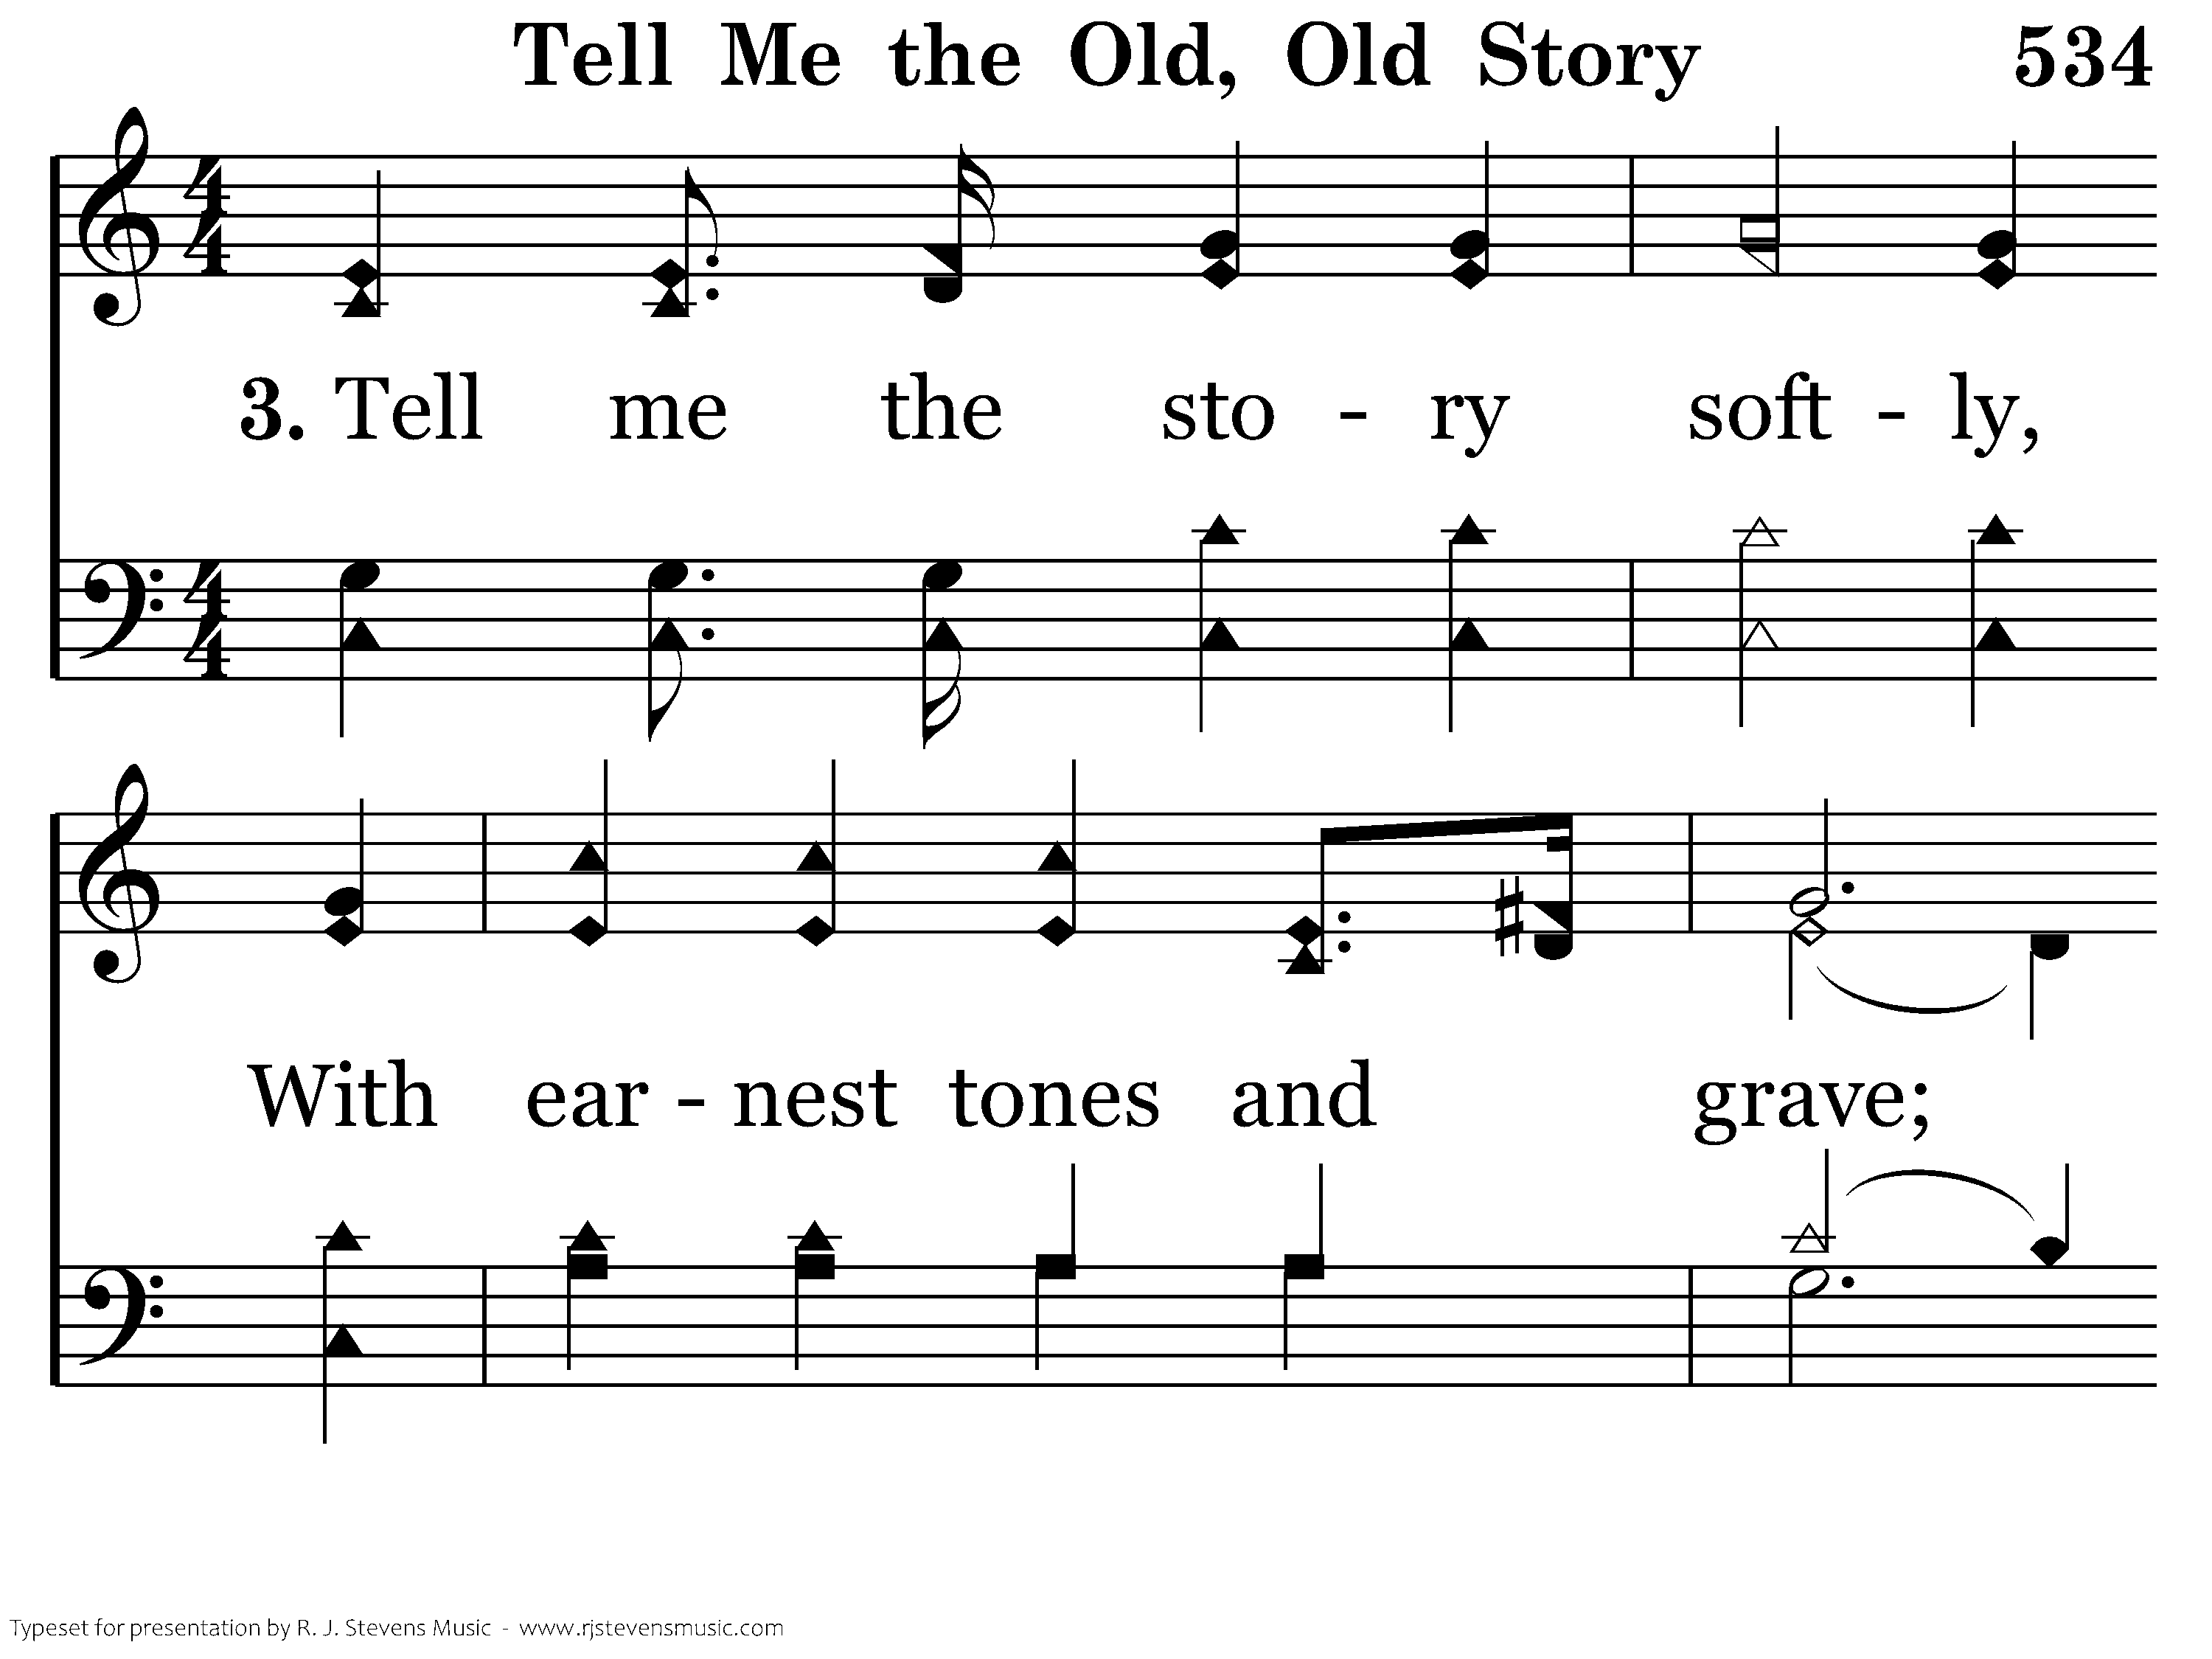 Tell Me the Old, Old Story 534
3. Tell me the sto - ry soft - ly,
With ear - nest tones and grave;
Typeset for presentation by R. J. Stevens Music - www.rjstevensmusic.com